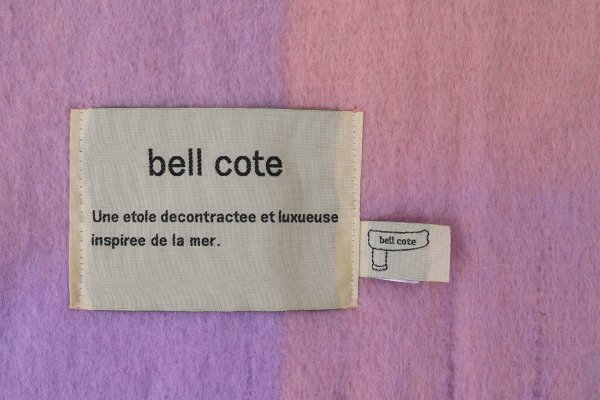 bell cote
Une etole decontractee et luxueuse
inspiree de la mer.
bell cote